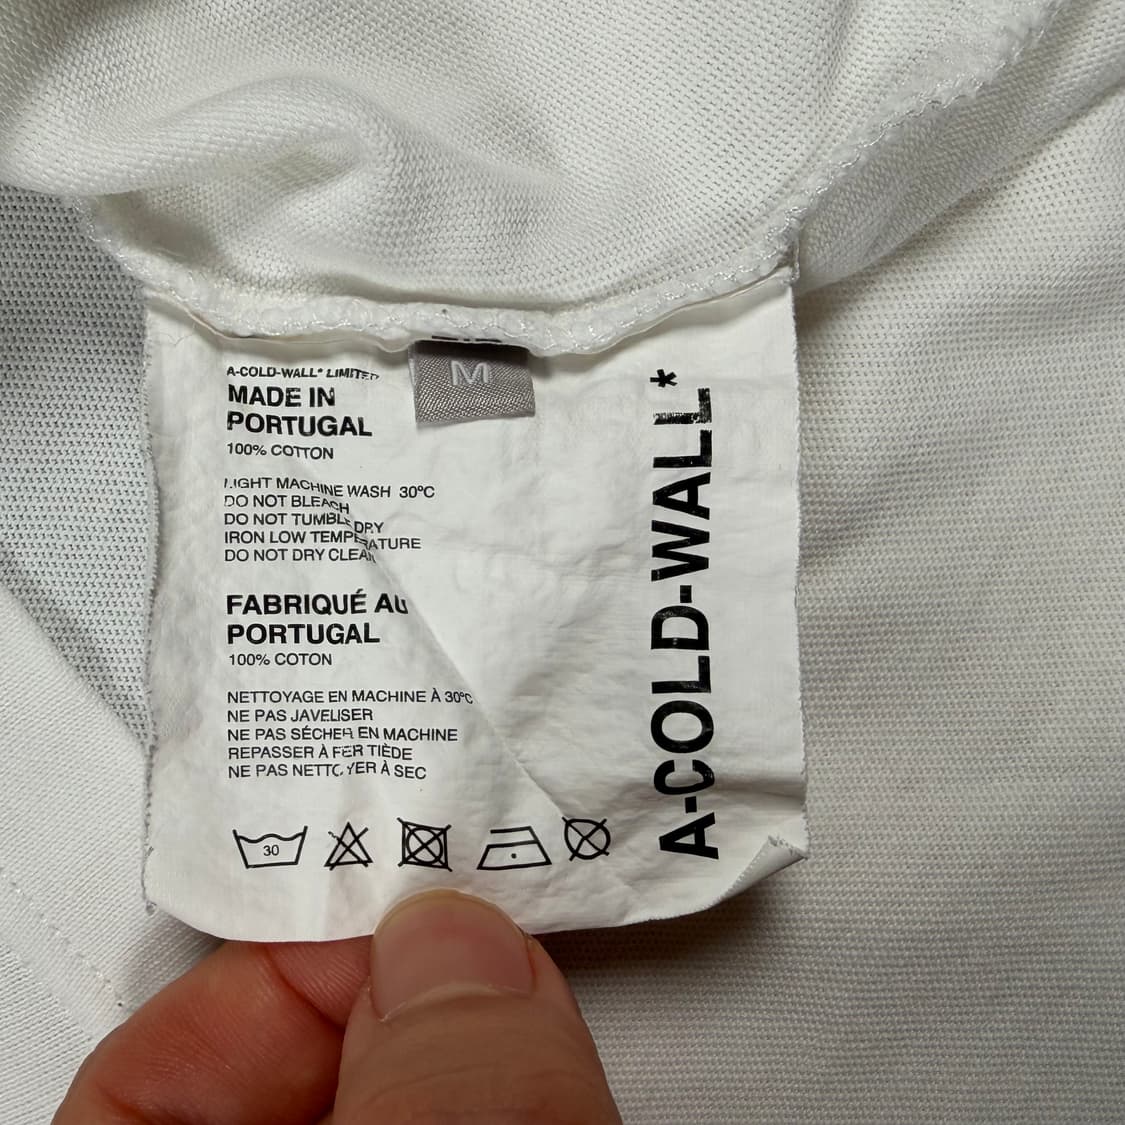 A-COLD-WALL* LIMITED
MADE IN
PORTUGAL
100% COTTON
LIGHT MACHINE WASH 30ºC
DO NOT BLEACH
DO NOT TUMBLE DRY
IRON LOW TEMPERATURE
DO NOT DRY CLEAN
FABRIQUÉ AU
PORTUGAL
100% COTON
NETTOYAGE EN MACHINE À 30ºC
NE PAS JAVELISER
NE PAS SÉCHER EN MACHINE
REPASSER À FER TIÈDE
NE PAS NETTOYER À SEC
30
M
A-COLD-WALL*